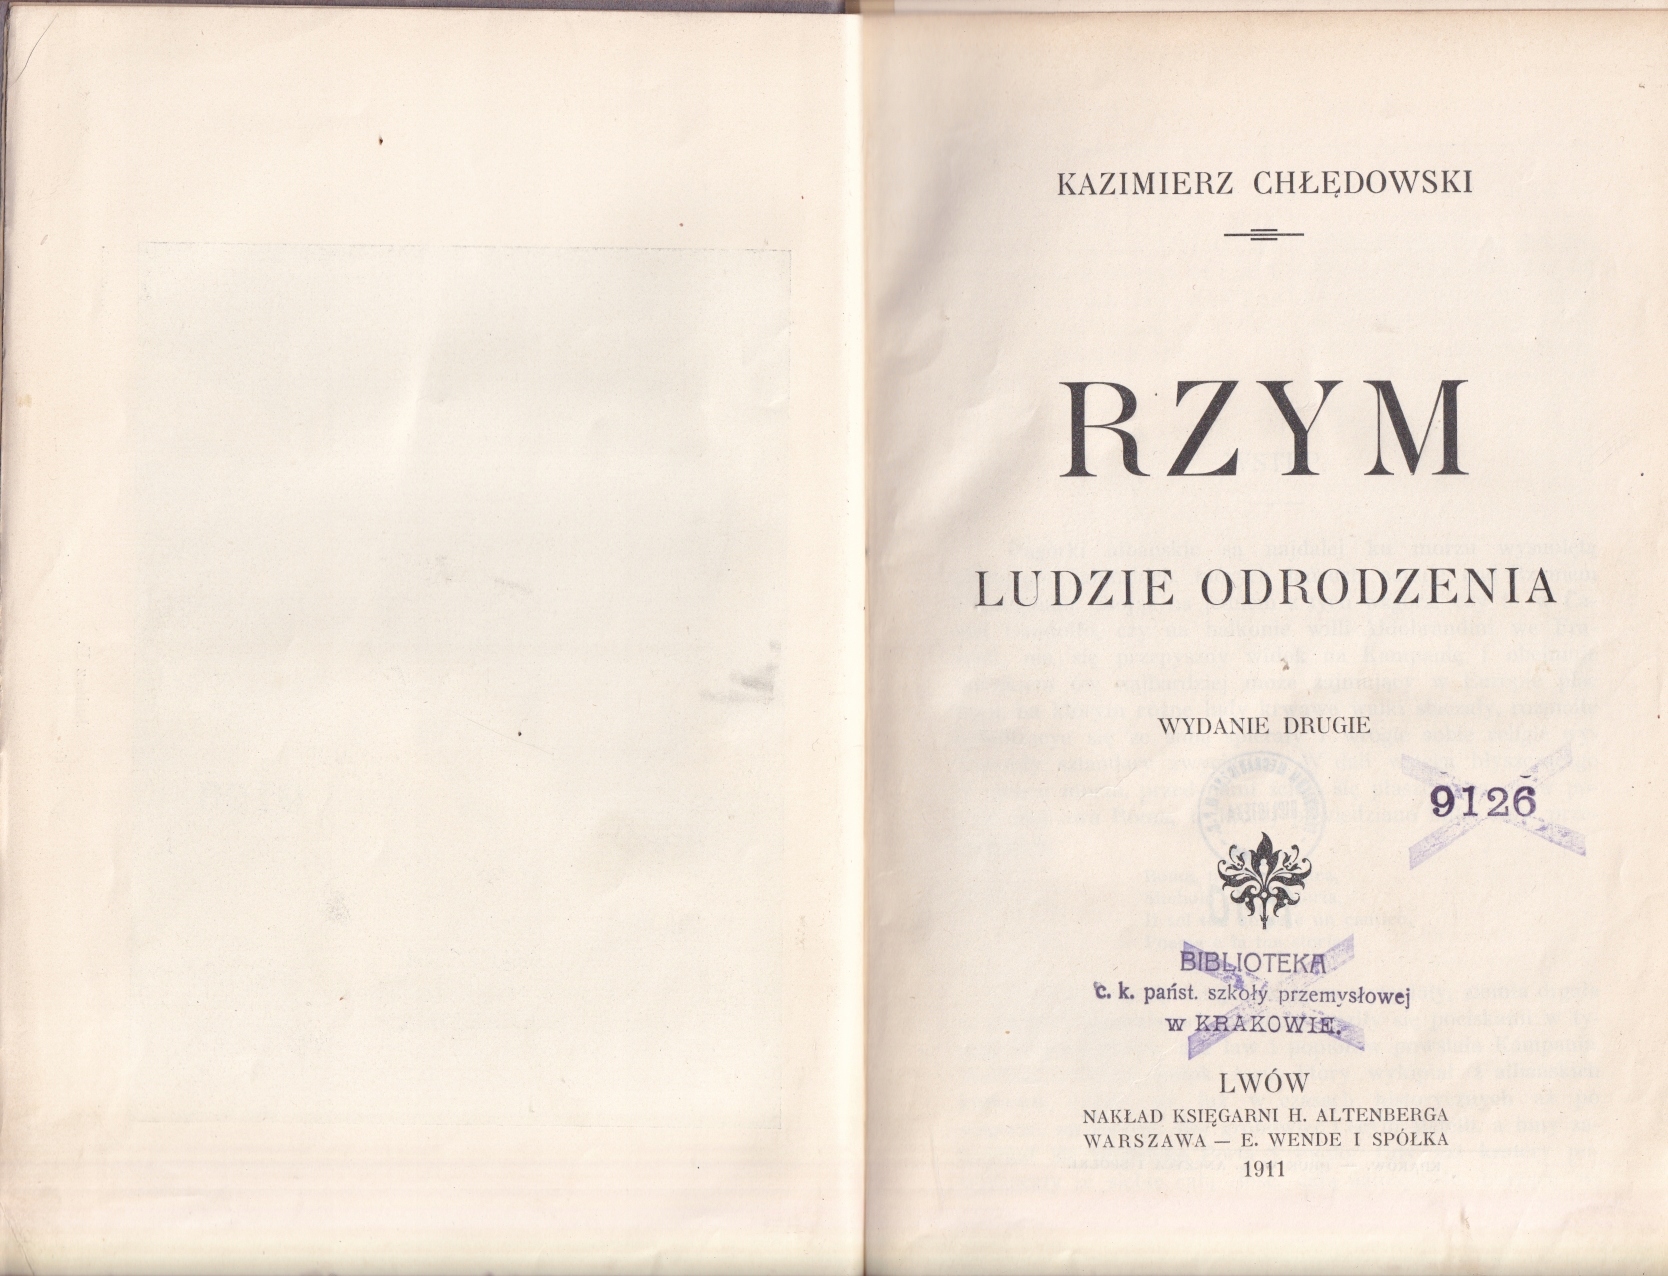 KAZIMIERZ CHŁĘDOWSKI
RZYM
LUDZIE ODRODZENIA
WYDANIE DRUGIE
9126
BIBLIOTEKA
c. k. państ. szkoły przemysłowej
w KRAKOWIE.
LWÓW
NAKŁAD KSIĘGARNI H. ALTENBERGA
WARSZAWA — E. WENDE I SPÓŁKA
1911